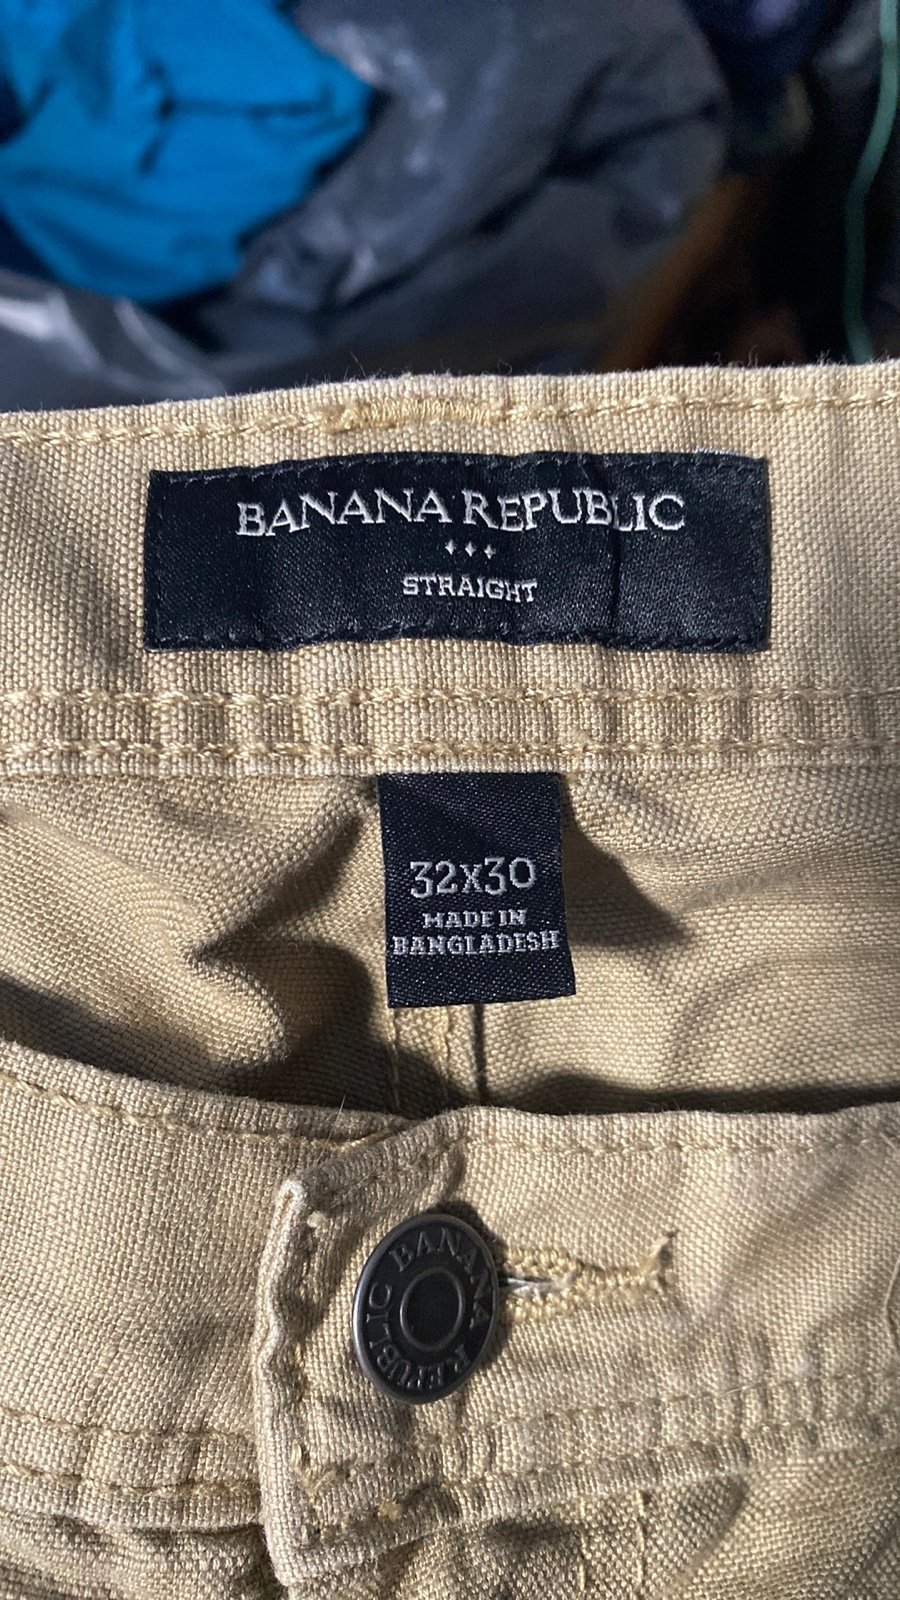 BANANA REPUBLIC
STRAIGHT
32X30
MADE IN
BANGLADESH
BANANA REPUBLIC